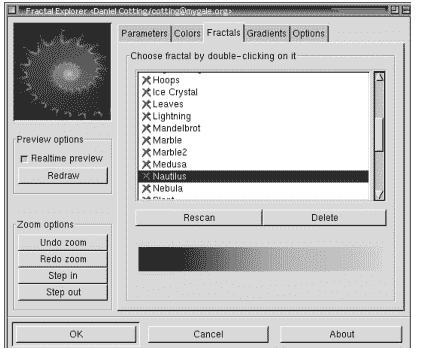 Fractal Explorer <Daniel Cotting/cotting@mygale.org>
Parameters Colors Fractals Gradients Options
Choose fractal by double-clicking on it
Hoops
Ice Crystal
Leaves
Lightning
Mandelbrot
Marble
Marble2
Medusa
Nautilus
Nebula
Preview options
Realtime preview
Redraw
Rescan Delete
Zoom options
Undo zoom
Redo zoom
Step in
Step out
OK Cancel About